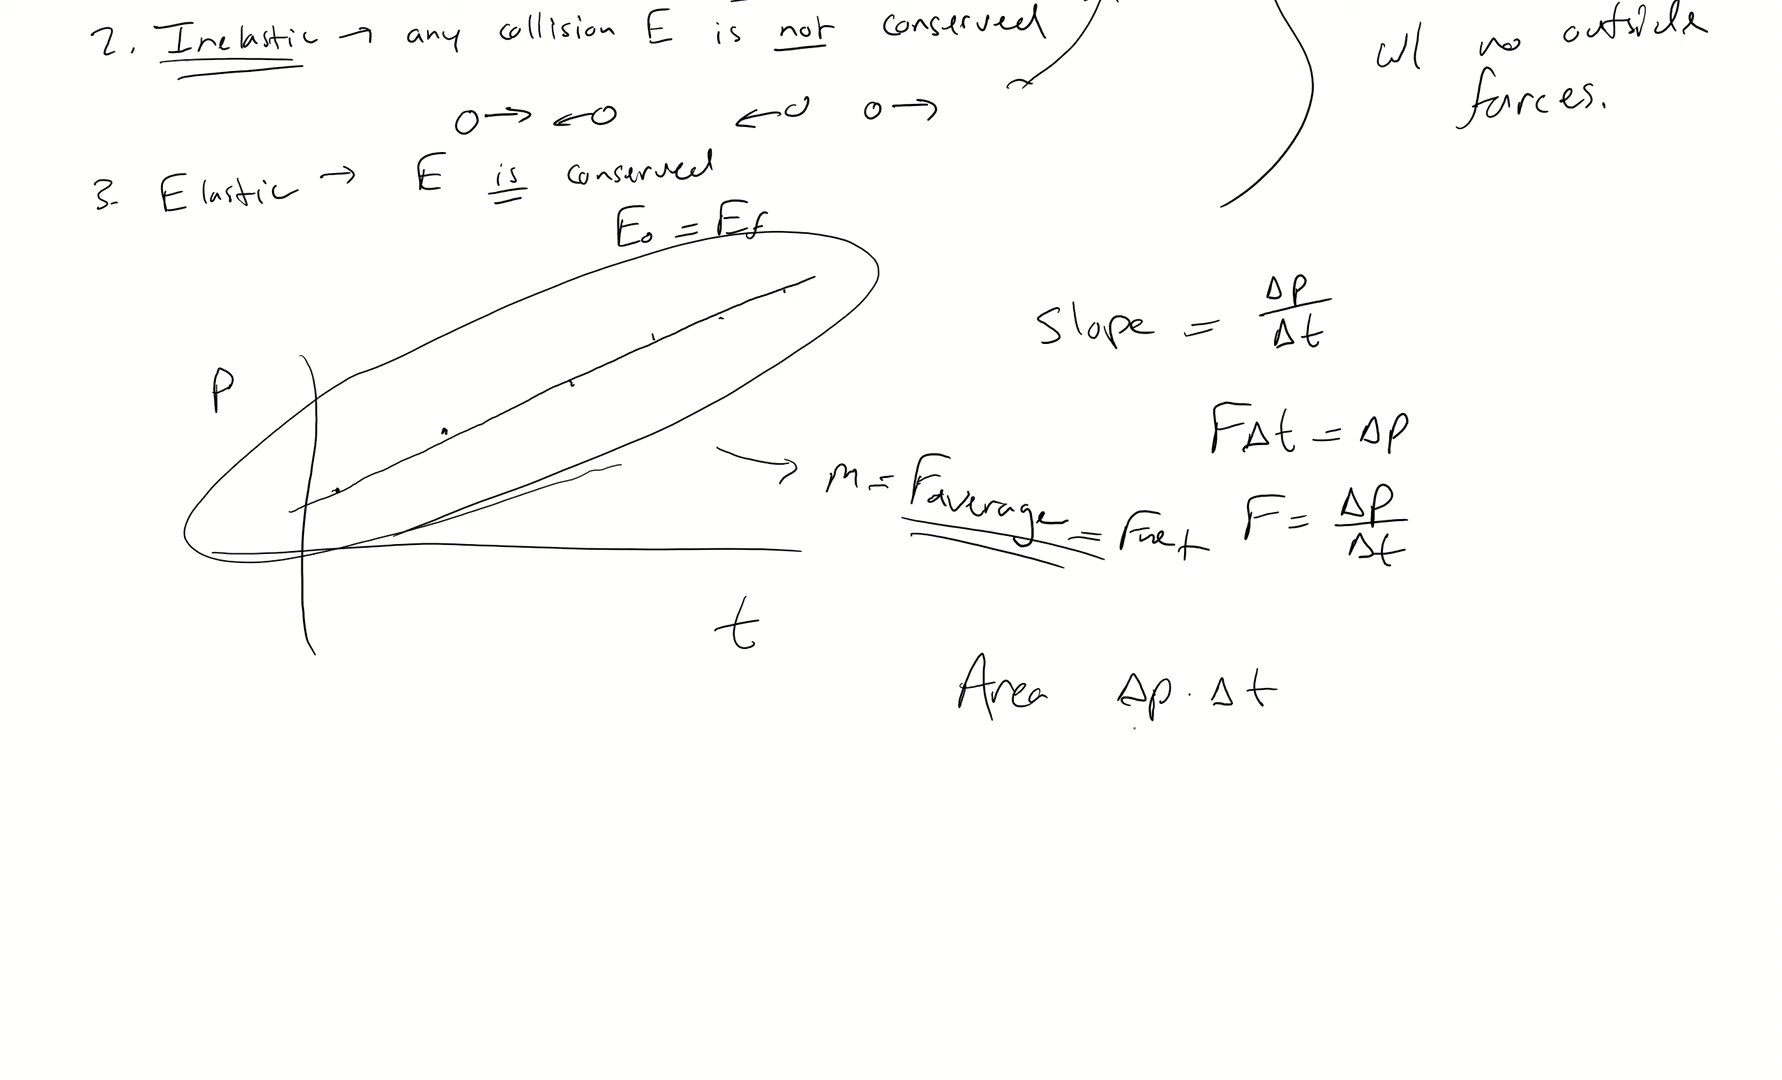 2. Inelastic → any collision E is not conserved
w/ no outside
forces.
3. Elastic → E is conserved
E₀ = Ef
P
t
Slope = Δp/Δt
FΔt = Δp
m = Faverage = Fnet
F = Δp/Δt
Area Δp · Δt